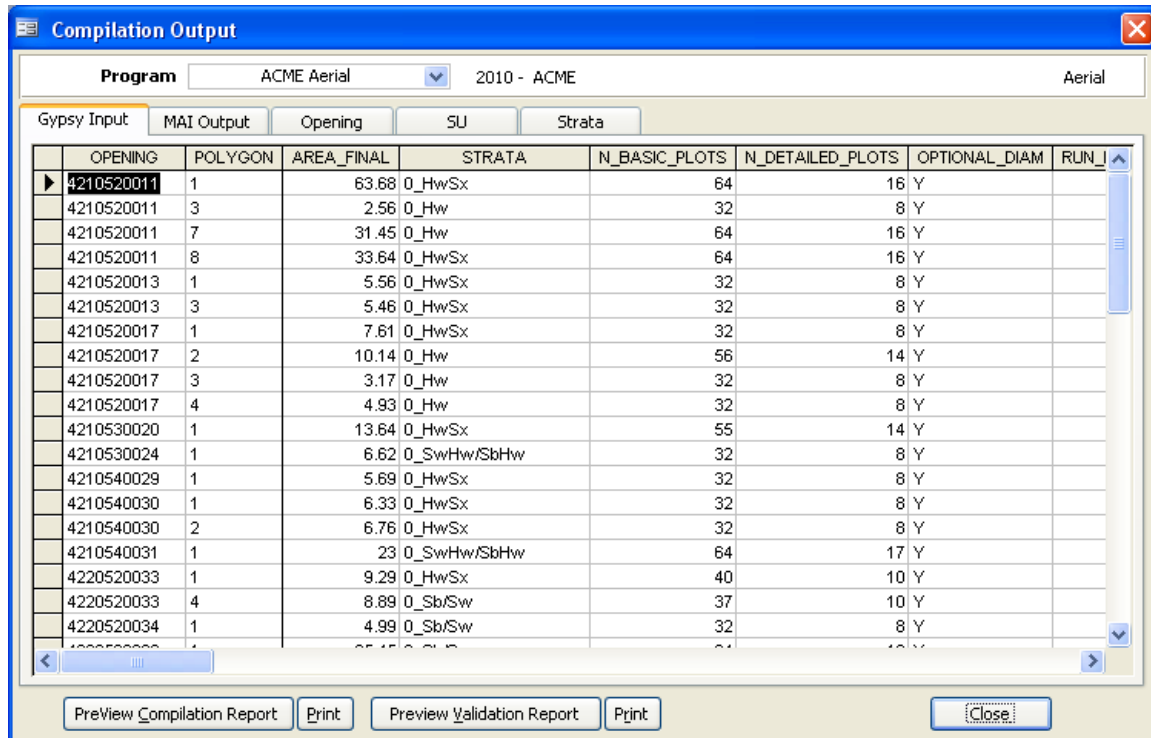 Compilation Output
Program ACME Aerial 2010 - ACME Aerial
Gypsy Input MAI Output Opening SU Strata
OPENING POLYGON AREA_FINAL STRATA N_BASIC_PLOTS N_DETAILED_PLOTS OPTIONAL_DIAM RUN_
4210520011 1 63.68 0_HwSx 64 16 Y
4210520011 3 2.56 0_Hw 32 8 Y
4210520011 7 31.45 0_Hw 64 16 Y
4210520011 8 33.64 0_HwSx 64 16 Y
4210520013 1 5.56 0_HwSx 32 8 Y
4210520013 3 5.46 0_HwSx 32 8 Y
4210520017 1 7.61 0_HwSx 32 8 Y
4210520017 2 10.14 0_Hw 56 14 Y
4210520017 3 3.17 0_Hw 32 8 Y
4210520017 4 4.93 0_Hw 32 8 Y
4210530020 1 13.64 0_HwSx 55 14 Y
4210530024 1 6.62 0_SwHw/SbHw 32 8 Y
4210540029 1 5.69 0_HwSx 32 8 Y
4210540030 1 6.33 0_HwSx 32 8 Y
4210540030 2 6.76 0_HwSx 32 8 Y
4210540031 1 23 0_SwHw/SbHw 64 17 Y
4220520033 1 9.29 0_HwSx 40 10 Y
4220520033 4 8.89 0_Sb/Sw 37 10 Y
4220520034 1 4.99 0_Sb/Sw 32 8 Y
PreView Compilation Report Print Preview Validation Report Print Close